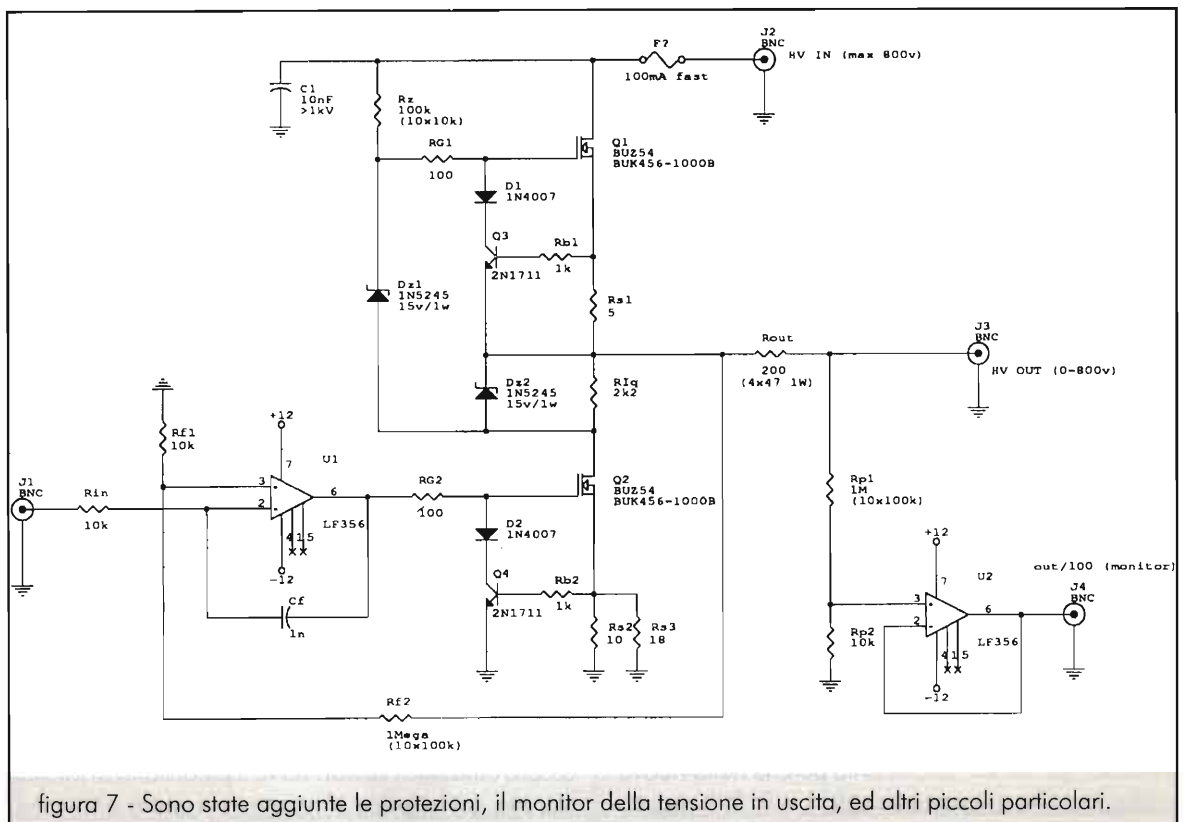 J2
BNC
HV IN (max 800v)
F?
100mA fast
C1
10nF
>1kV
Rz
100k
(10x10k)
RG1
100
Q1
BUZ54
BUK456-1000B
D1
1N4007
Q3
2N1711
Rb1
1k
Dz1
1N5245
15v/1w
Rs1
5
J3
BNC
HV OUT (0-800v)
Rout
200
(4x47 1W)
Dz2
1N5245
15v/1w
RIq
2k2
Rf1
10k
+12
7
U1
J1
BNC
Rin
10k
3
2
6
LF356
4 1 5
-12
Cf
1n
RG2
100
Q2
BUZ54
BUK456-1000B
D2
1N4007
Q4
2N1711
Rb2
1k
Rs2
10
Rs3
18
Rp1
1M
(10x100k)
+12
7
U2
out/100 (monitor)
J4
BNC
3
2
6
LF356
4 1 5
-12
Rp2
10k
Rf2
1Mega
(10x100k)
figura 7 - Sono state aggiunte le protezioni, il monitor della tensione in uscita, ed altri piccoli particolari.